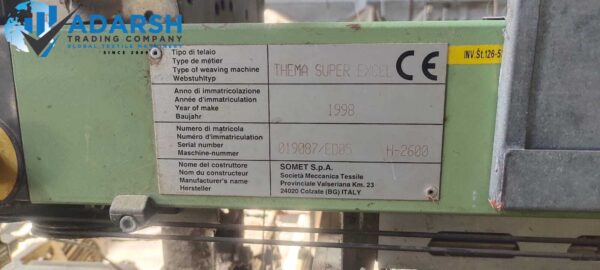 ADARSH
TRADING COMPANY
GLOBAL TEXTILE MACHINERY
Tipo di telaio
Type de métier
Type of weaving machine
Webstuhltyp
THEMA SUPER EXCEL
CE
INV.St.126-5
Anno di immatricolazione
Année d'immatriculation
Year of make
Baujahr
1998
Numero di matricola
Numéro d'immatriculation
Serial number
Maschine-nummer
019087/ED05 H-2600
Nome del costruttore
Nom du constructeur
Manufacturer's name
Hersteller
SOMET S.p.A.
Società Meccanica Tessile
Provinciale Valseriana Km. 23
24020 Colzate (BG) ITALY